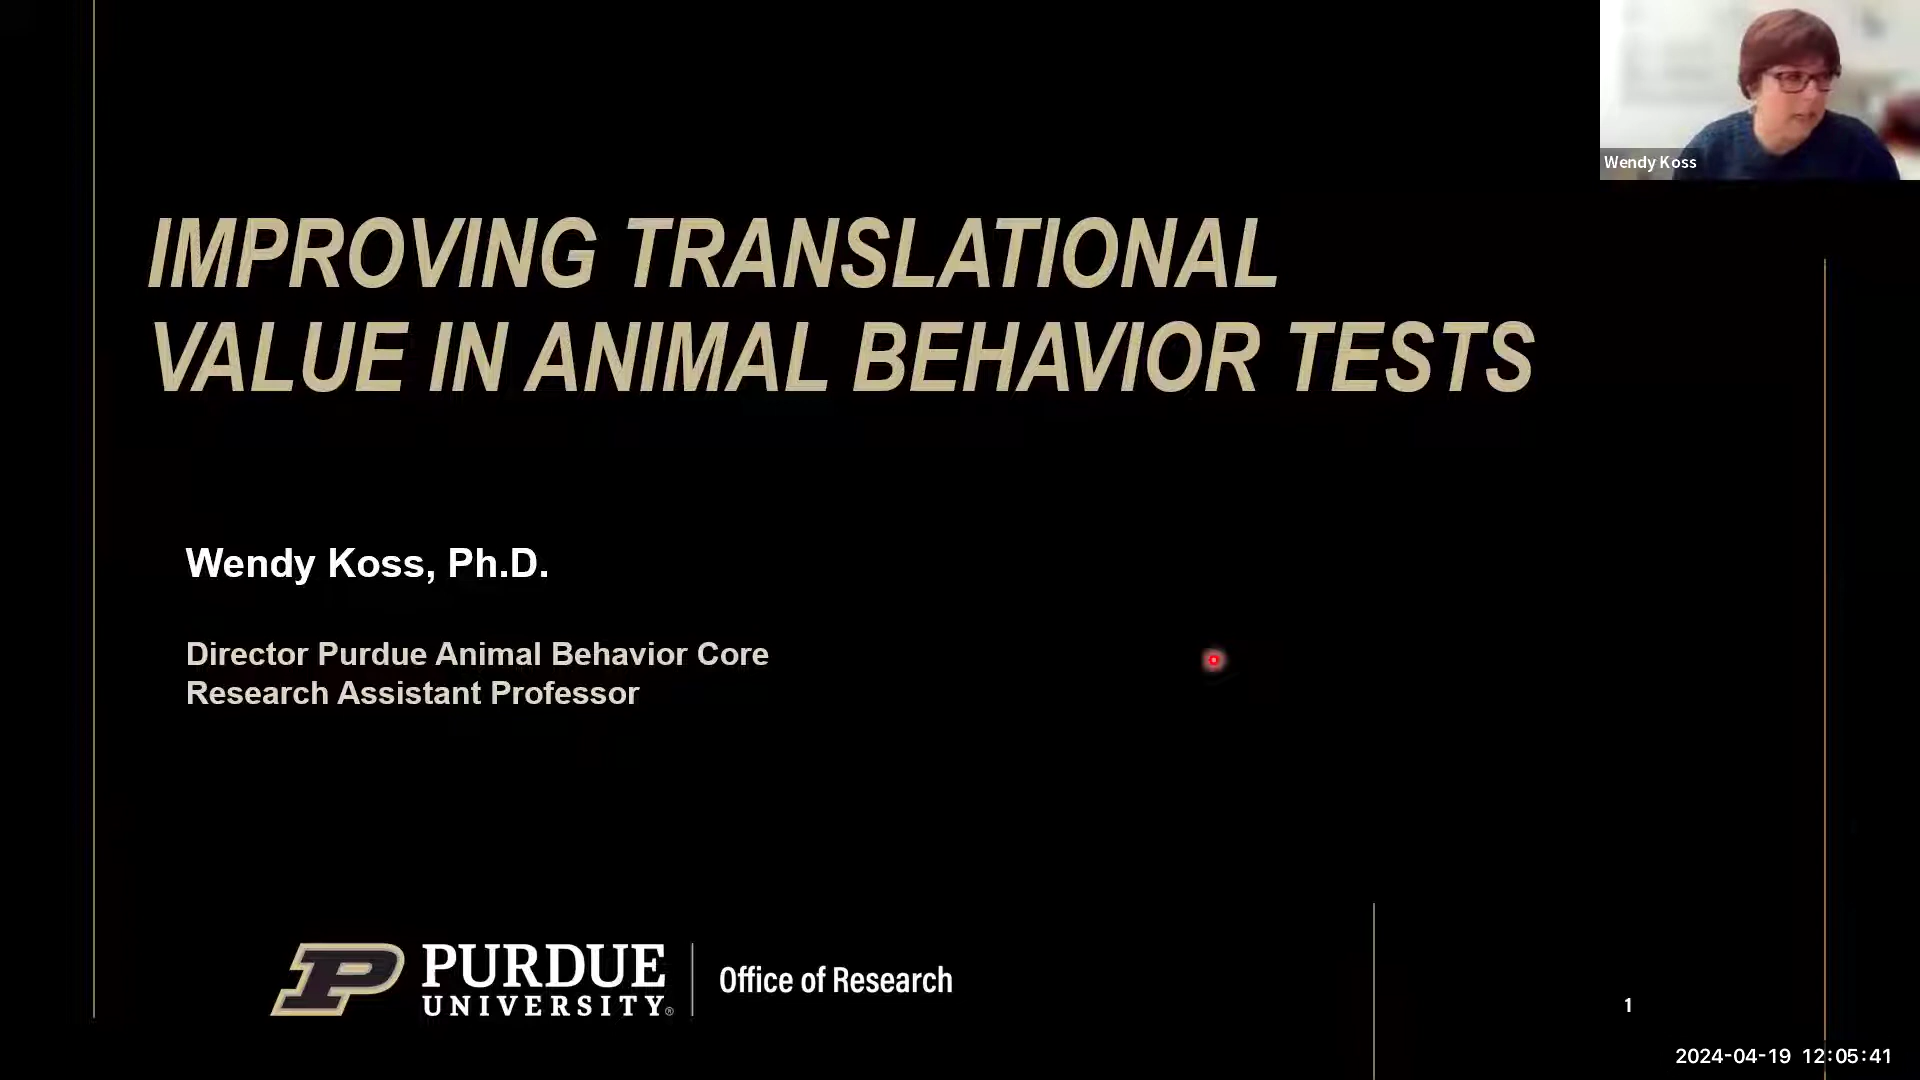 Wendy Koss
IMPROVING TRANSLATIONAL
VALUE IN ANIMAL BEHAVIOR TESTS
Wendy Koss, Ph.D.
Director Purdue Animal Behavior Core
Research Assistant Professor
P PURDUE
UNIVERSITY®
Office of Research
1
2024-04-19 12:05:41